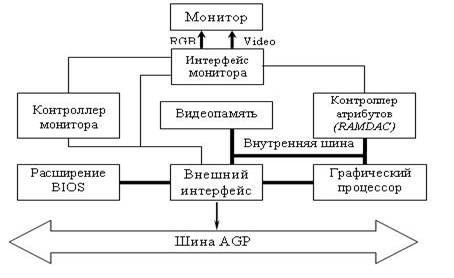 Монитор
RGB
Video
Интерфейс
монитора
Контроллер
монитора
Видеопамять
Контроллер
атрибутов
(RAMDAC)
Внутренняя шина
Расширение
BIOS
Внешний
интерфейс
Графический
процессор
Шина AGP